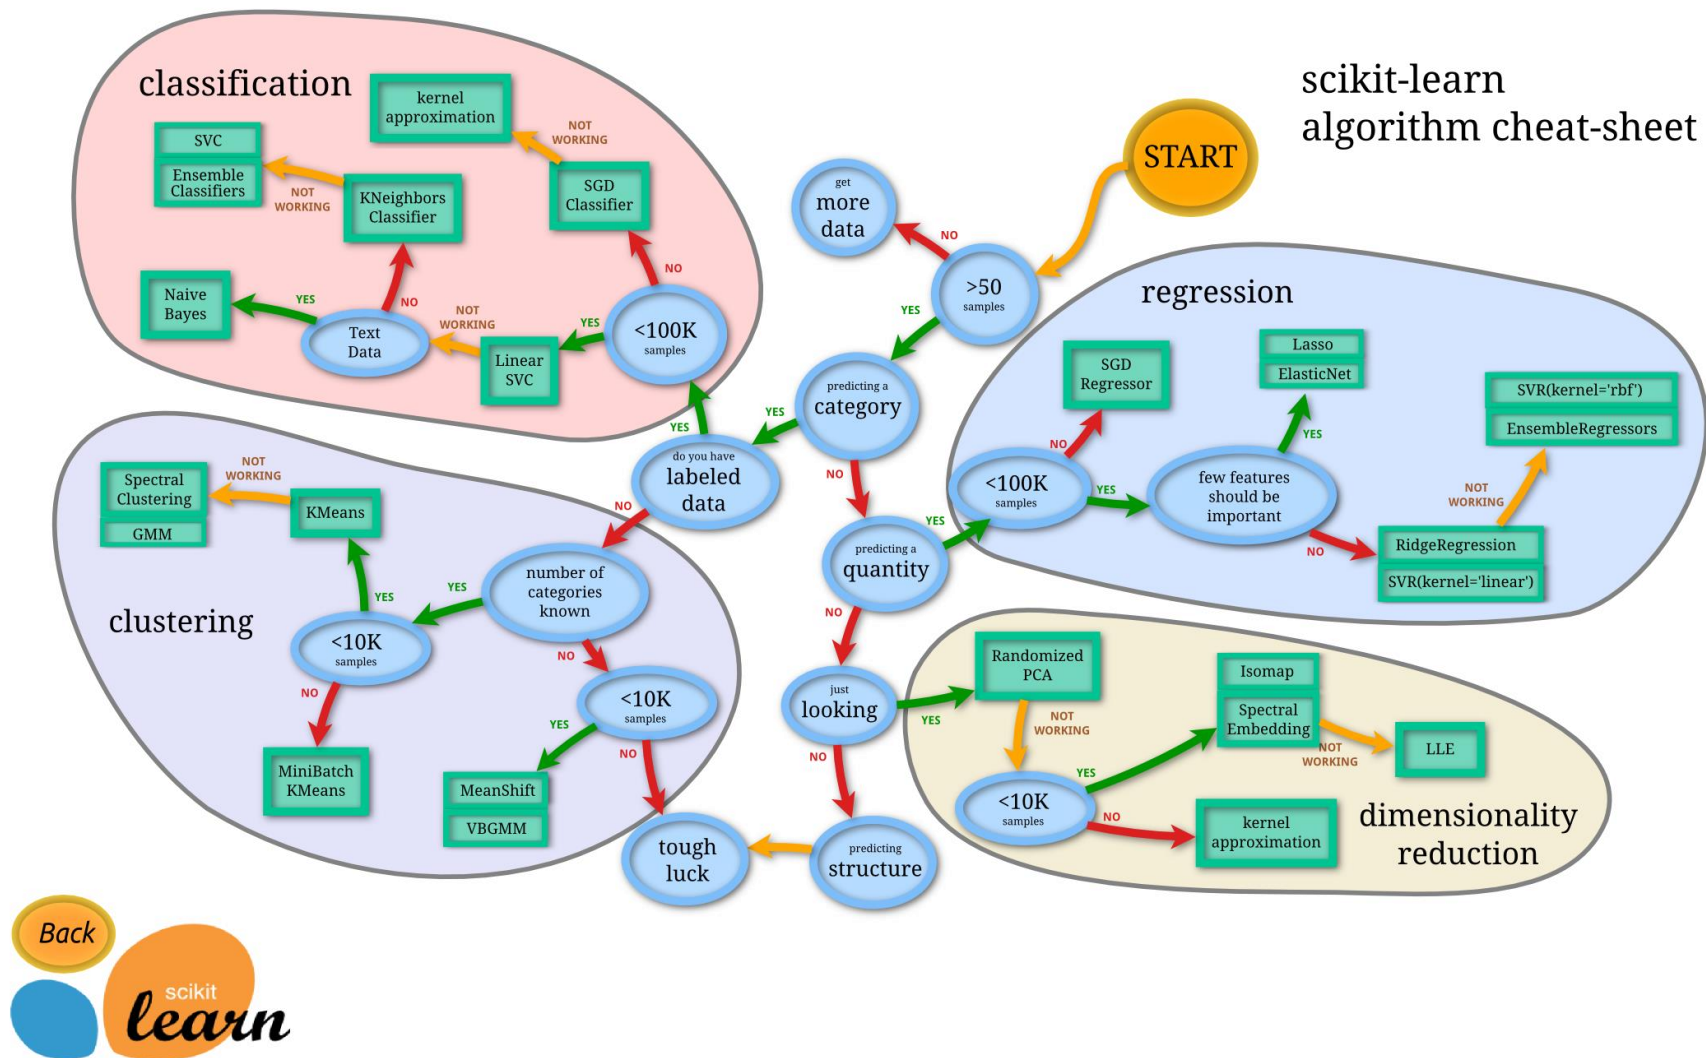 scikit-learn
algorithm cheat-sheet
START
classification
kernel
approximation
NOT
WORKING
SVC
Ensemble
Classifiers
NOT
WORKING
KNeighbors
Classifier
SGD
Classifier
get
more
data
NO
>50
samples
NO
YES
Naive
Bayes
YES
NO
Text
Data
NOT
WORKING
Linear
SVC
YES
<100K
samples
YES
predicting a
category
YES
NO
do you have
labeled
data
NO
regression
SGD
Regressor
Lasso
ElasticNet
SVR(kernel='rbf')
EnsembleRegressors
NO
YES
<100K
samples
YES
few features
should be
important
NOT
WORKING
NO
RidgeRegression
SVR(kernel='linear')
YES
predicting a
quantity
NO
clustering
Spectral
Clustering
GMM
NOT
WORKING
KMeans
number of
categories
known
YES
YES
<10K
samples
NO
NO
<10K
samples
YES
NO
MiniBatch
KMeans
MeanShift
VBGMM
tough
luck
just
looking
YES
NO
predicting
structure
Randomized
PCA
NOT
WORKING
Isomap
Spectral
Embedding
NOT
WORKING
LLE
YES
<10K
samples
NO
kernel
approximation
dimensionality
reduction
Back
scikit
learn